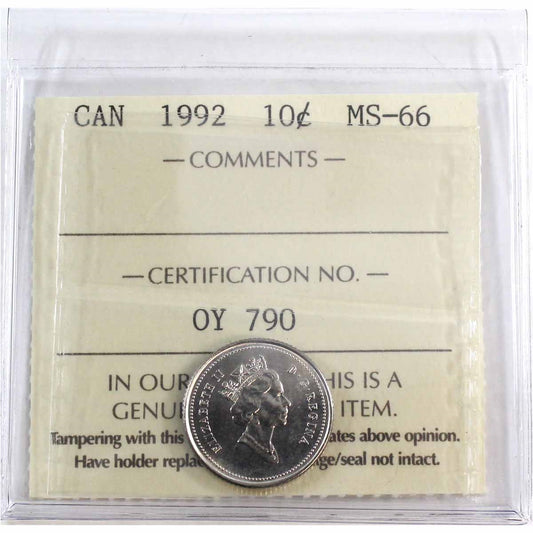 CAN 1992 10¢ MS-66
— COMMENTS —
— CERTIFICATION NO. —
OY 790
IN OUR HIS IS A
GENUI ITEM.
Tampering with this ates above opinion.
Have holder replac ge/seal not intact.
ELIZABETH II D·G·REGINA